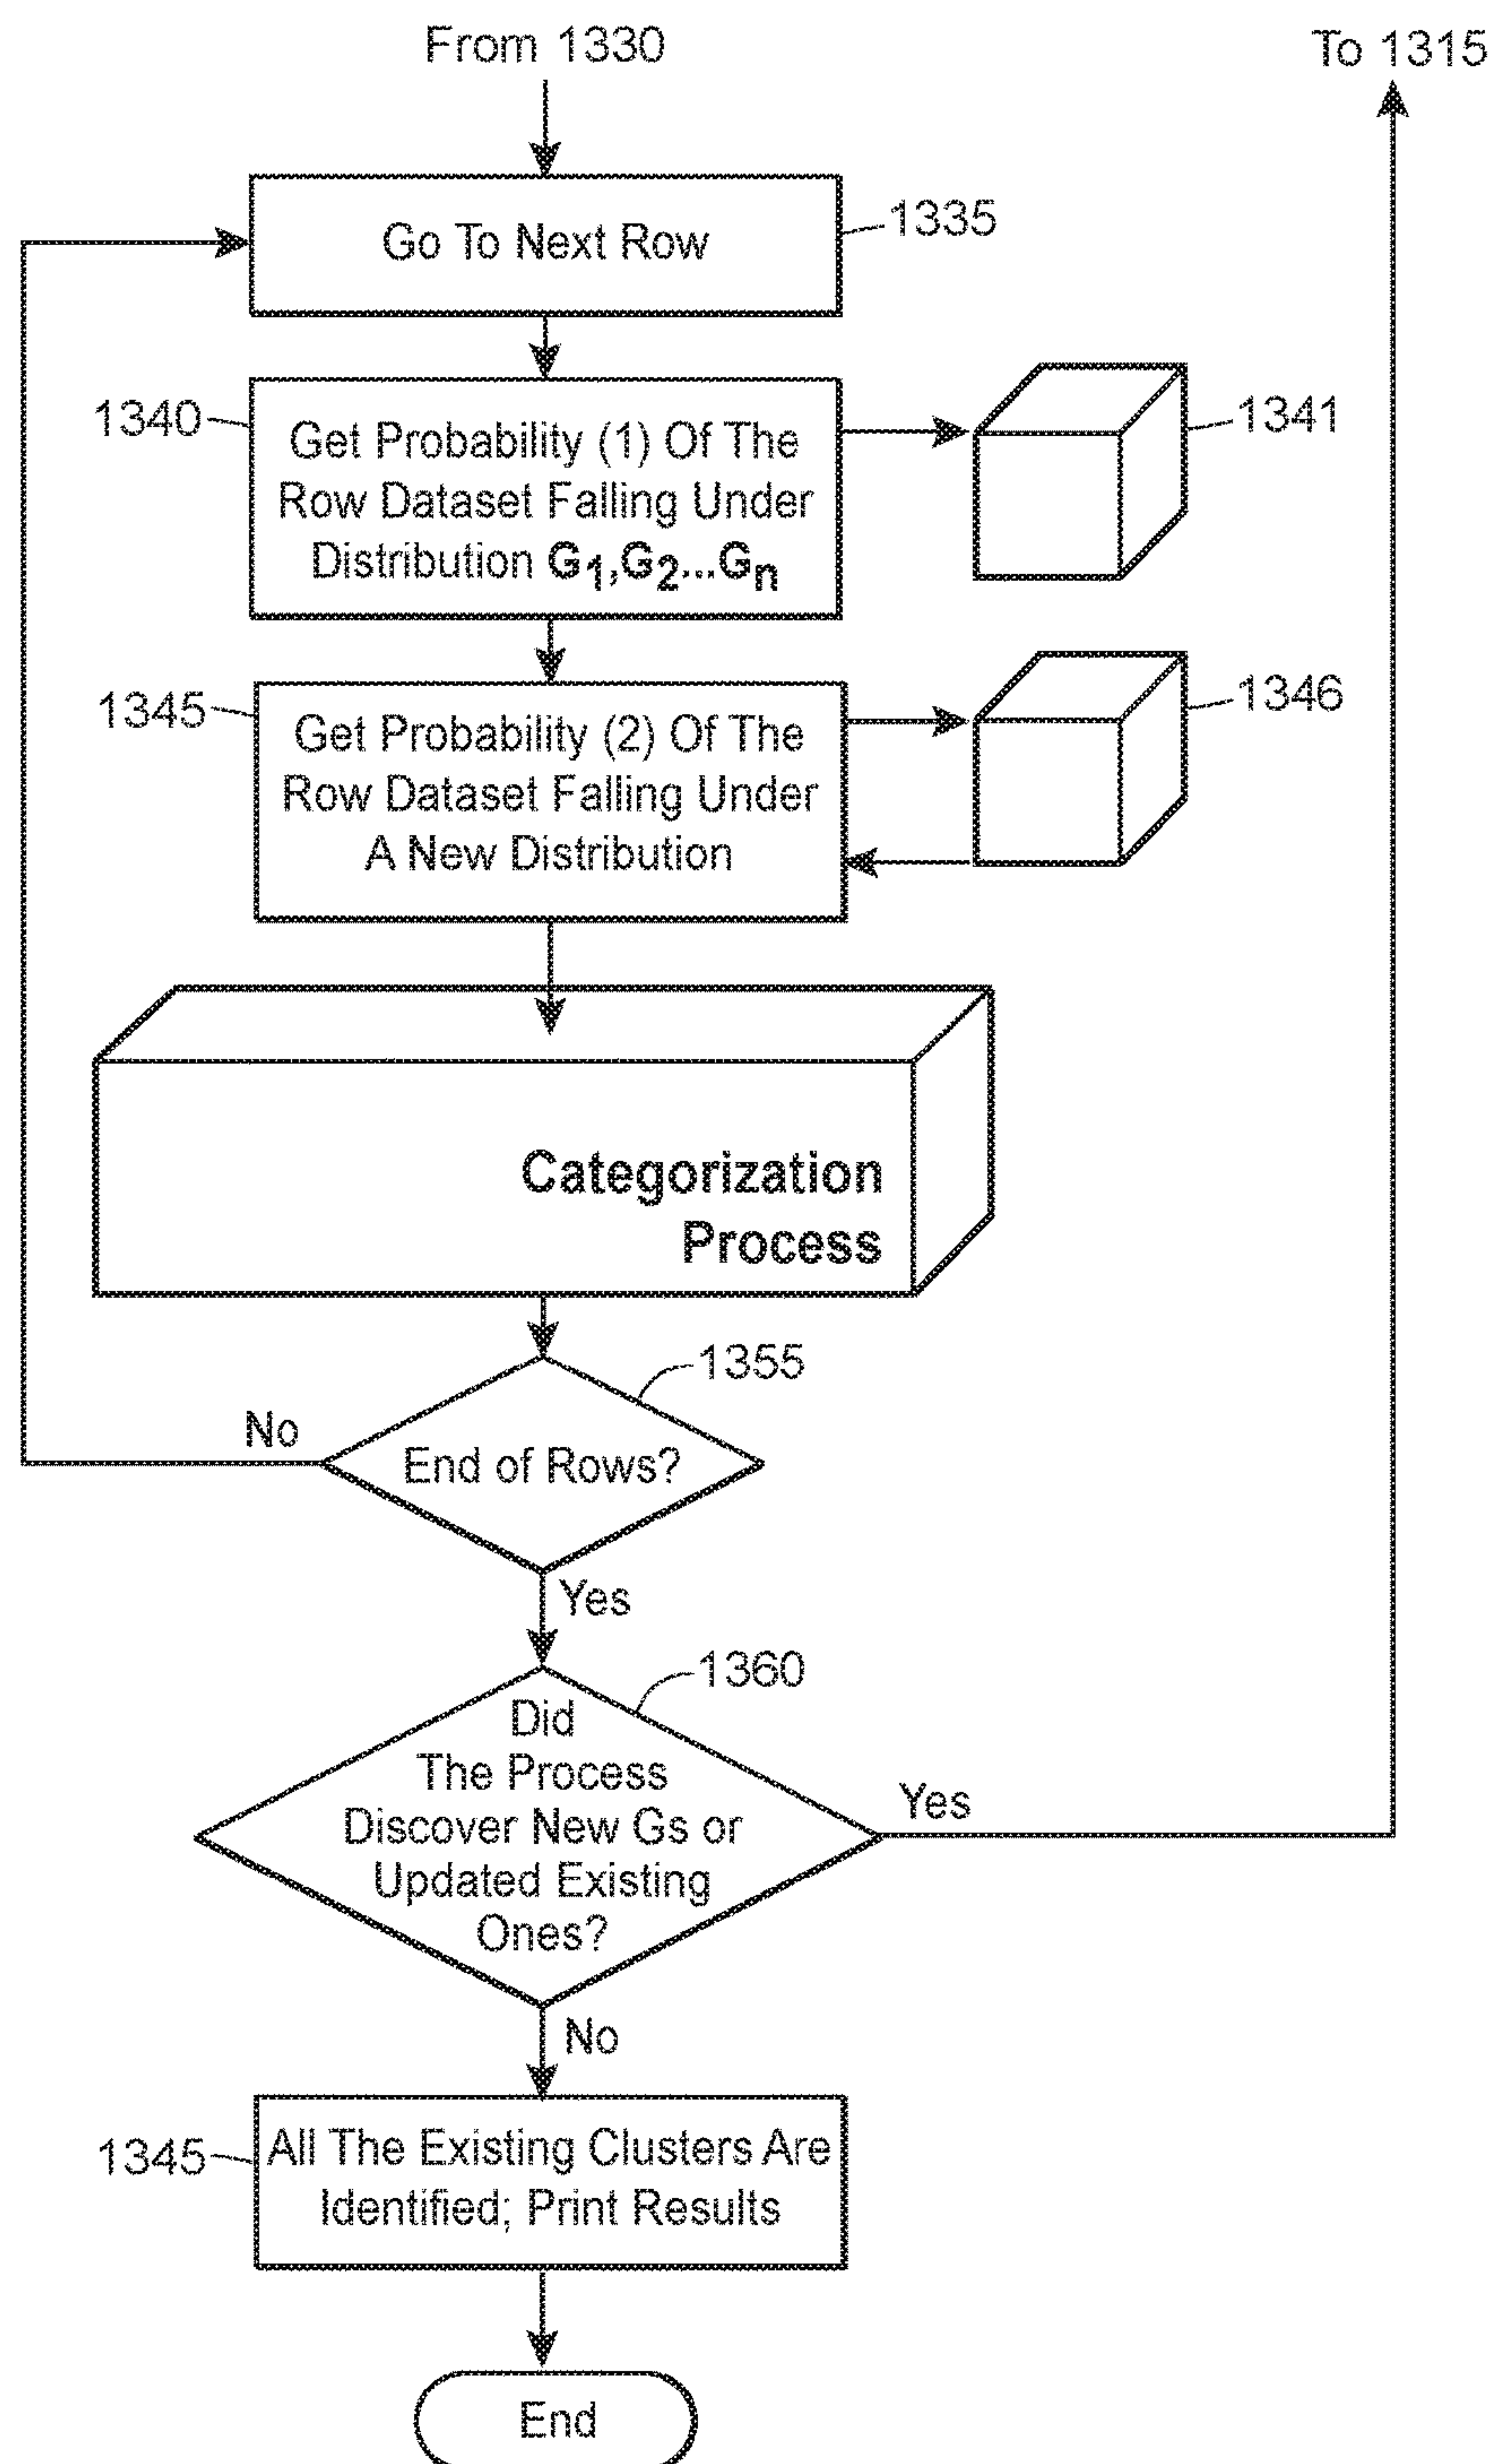 From 1330
To 1315
Go To Next Row
1335
1340
Get Probability (1) Of The
Row Dataset Falling Under
Distribution G1,G2...Gn
1341
1345
Get Probability (2) Of The
Row Dataset Falling Under
A New Distribution
1346
Categorization
Process
1355
No
End of Rows?
Yes
1360
Did
The Process
Discover New Gs or
Updated Existing
Ones?
Yes
No
1345
All The Existing Clusters Are
Identified; Print Results
End